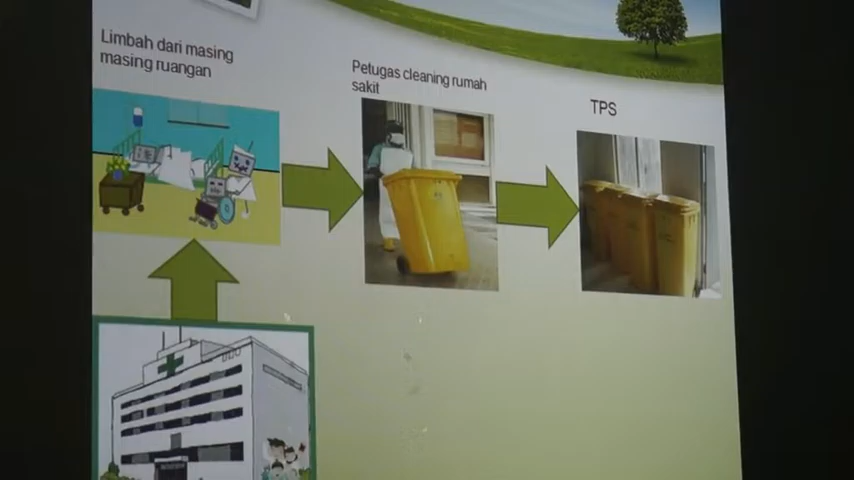 Limbah dari masing
masing ruangan
Petugas cleaning rumah
sakit
TPS